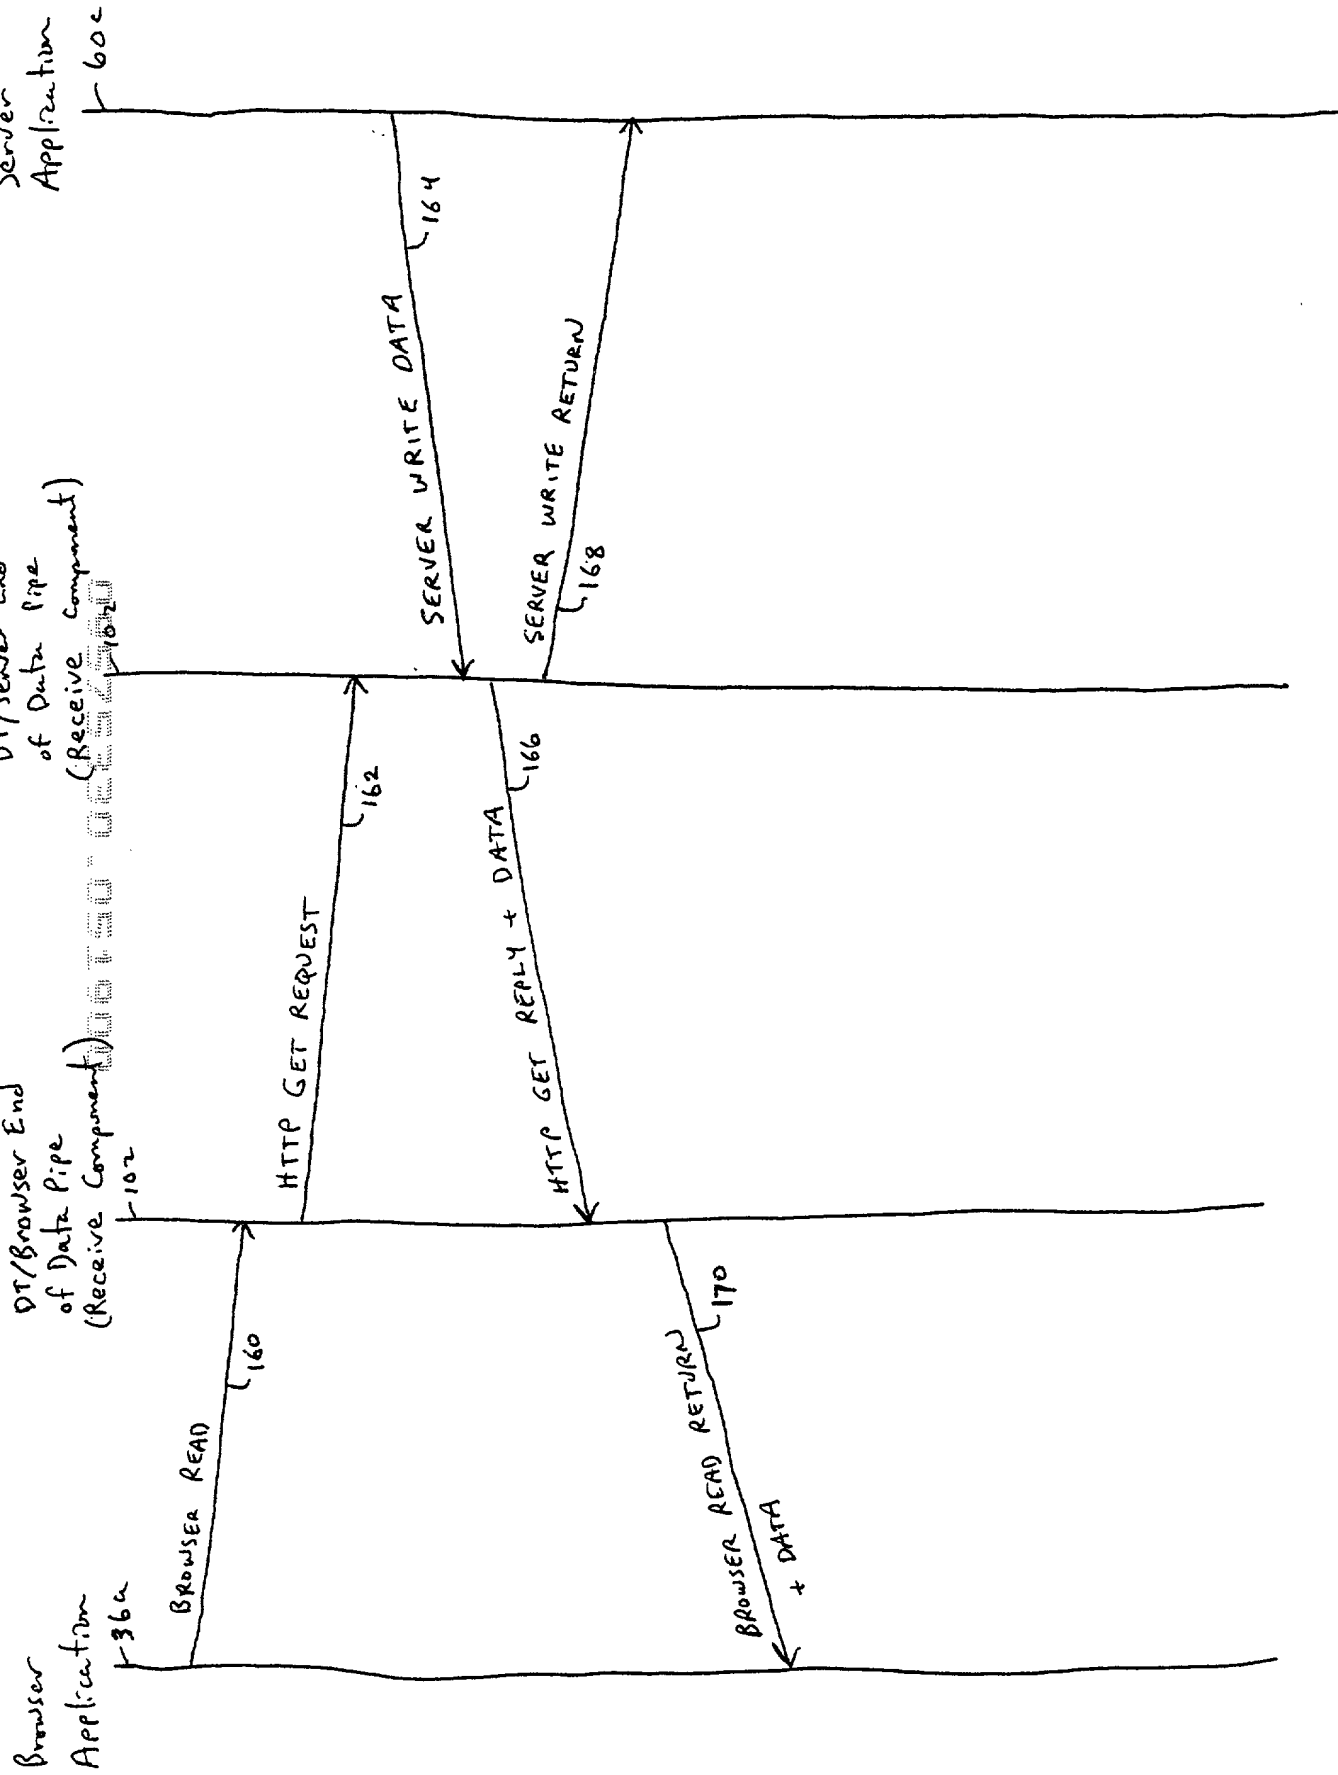 Browser
Application
36a
DT/Browser End
of Data Pipe
(Receive Component)
102
DT/Server End
of Data Pipe
(Receive Component)
102
Server
Application
60c
BROWSER READ
160
HTTP GET REQUEST
162
SERVER WRITE DATA
164
HTTP GET REPLY + DATA
166
SERVER WRITE RETURN
168
BROWSER READ RETURN
+ DATA
170